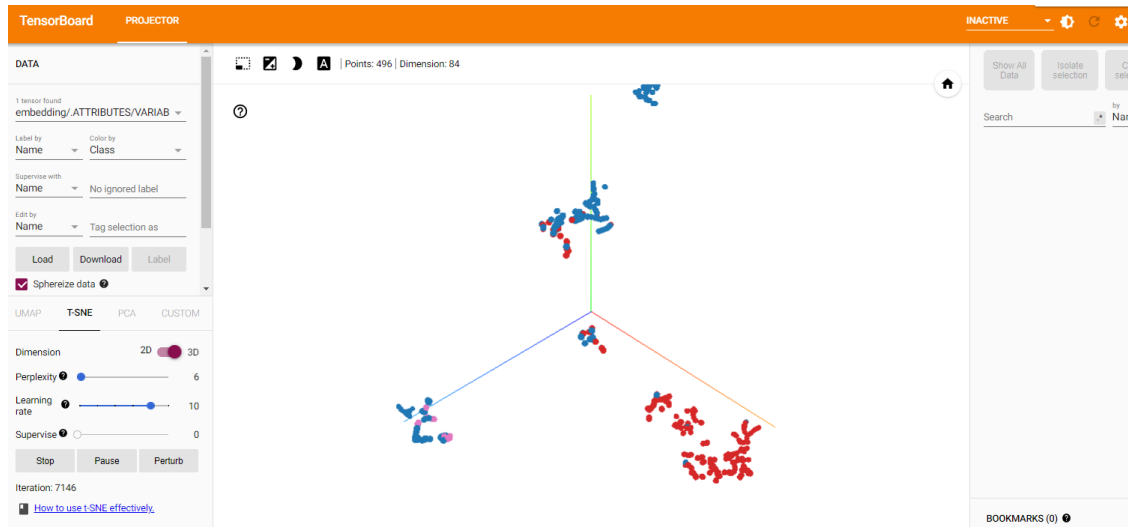 TensorBoard PROJECTOR INACTIVE
DATA
1 tensor found
embedding/.ATTRIBUTES/VARIAB
Label by Color by
Name Class
Supervise with
Name No ignored label
Edit by
Name Tag selection as
Load Download Label
Sphereize data
UMAP T-SNE PCA CUSTOM
Dimension 2D 3D
Perplexity 6
Learning rate 10
Supervise 0
Stop Pause Perturb
Iteration: 7146
How to use t-SNE effectively.
A | Points: 496 | Dimension: 84
Show All Data
Isolate selection
Search .* by
BOOKMARKS (0)